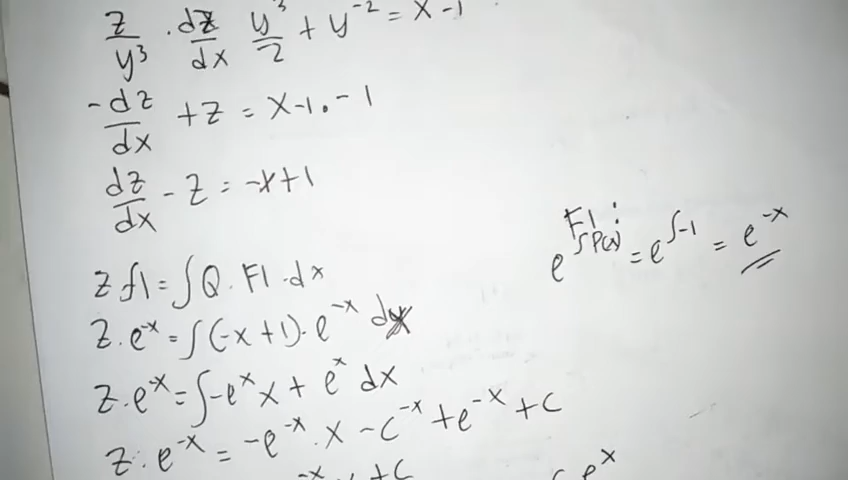 z/y³ · dz/dx y³/2 + y⁻² = x - 1
-dz/dx + z = x - 1 . - 1
dz/dx - z = -x + 1
FI :
e^∫P(x) = e^∫-1 = e^-x
z fI = ∫Q . FI . dx
z . e^-x = ∫(-x + 1) . e^-x dx
z . e^-x = ∫-e^x x + e^x dx
z . e^-x = -e^-x . x - c^-x + e^-x + c